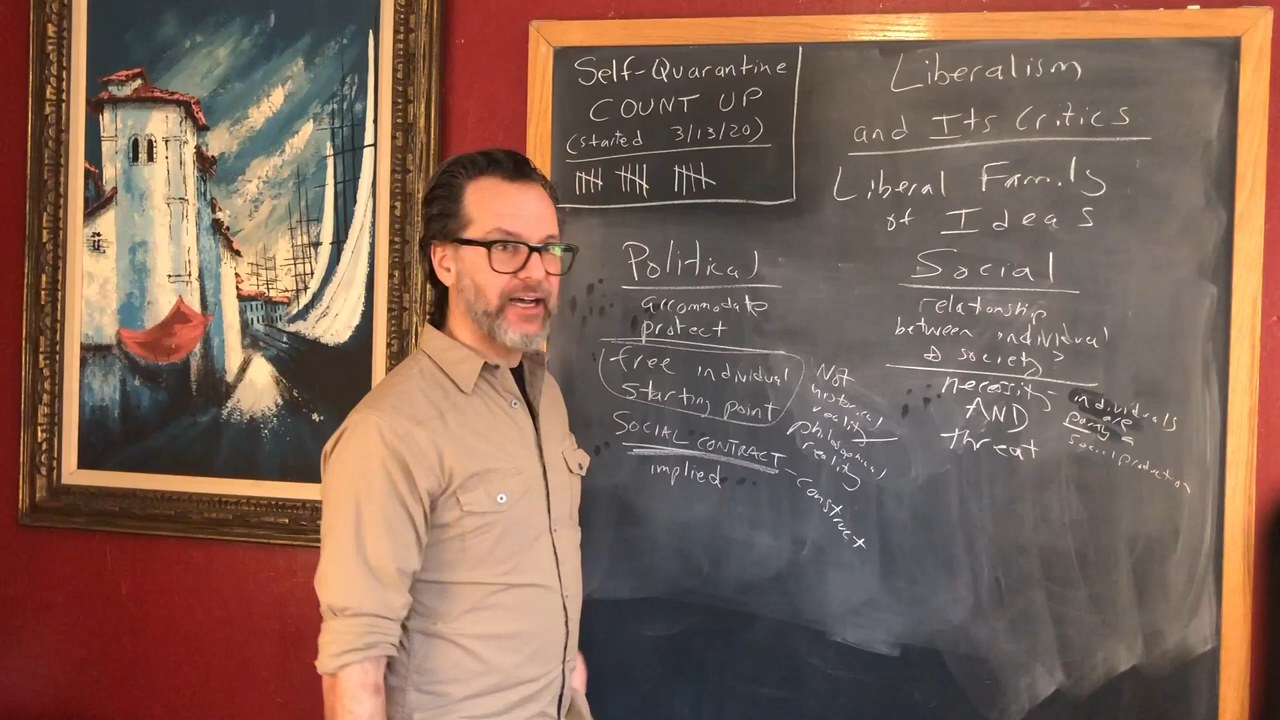 Self-Quarantine
COUNT UP
(started 3/13/20)
Liberalism
and Its Critics
Liberal Family
of Ideas
Political
accommodate
protect
free individual
starting point
Not
historical
reality
philosophical
reality
SOCIAL CONTRACT - construct
implied
Social
relationship
between individual
& society?
necessity - individuals
AND
are
threat
partly a
social production